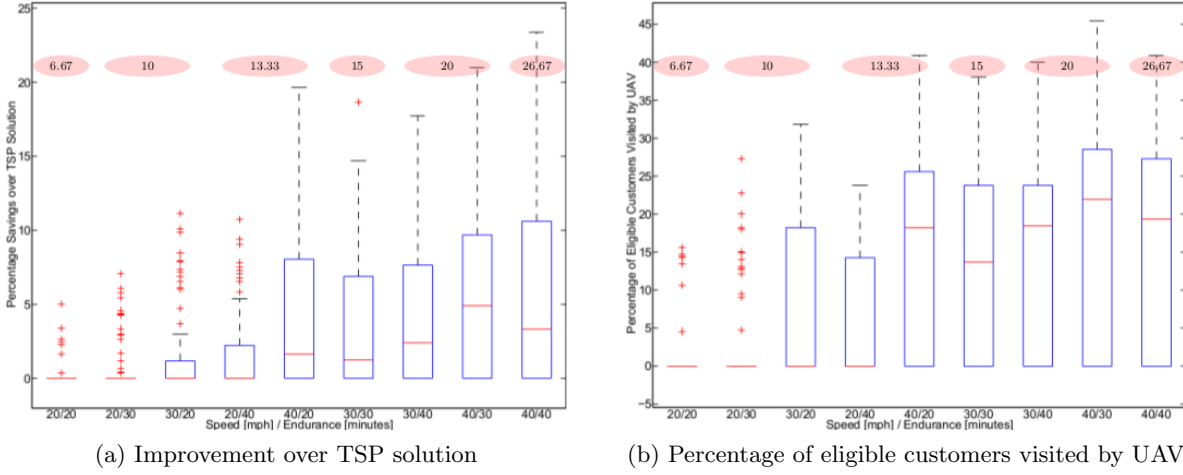 25
20
15
10
5
0
Percentage Savings over TSP Solution
6.67 10 13.33 15 20 26.67
20/20 20/30 30/20 20/40 40/20 30/30 30/40 40/30 40/40
Speed [mph] / Endurance [minutes]
(a) Improvement over TSP solution
45
40
35
30
25
20
15
10
5
0
−5
Percentage of Eligible Customers Visited by UAV
6.67 10 13.33 15 20 26.67
20/20 20/30 30/20 20/40 40/20 30/30 30/40 40/30 40/40
Speed [mph] / Endurance [minutes]
(b) Percentage of eligible customers visited by UAV